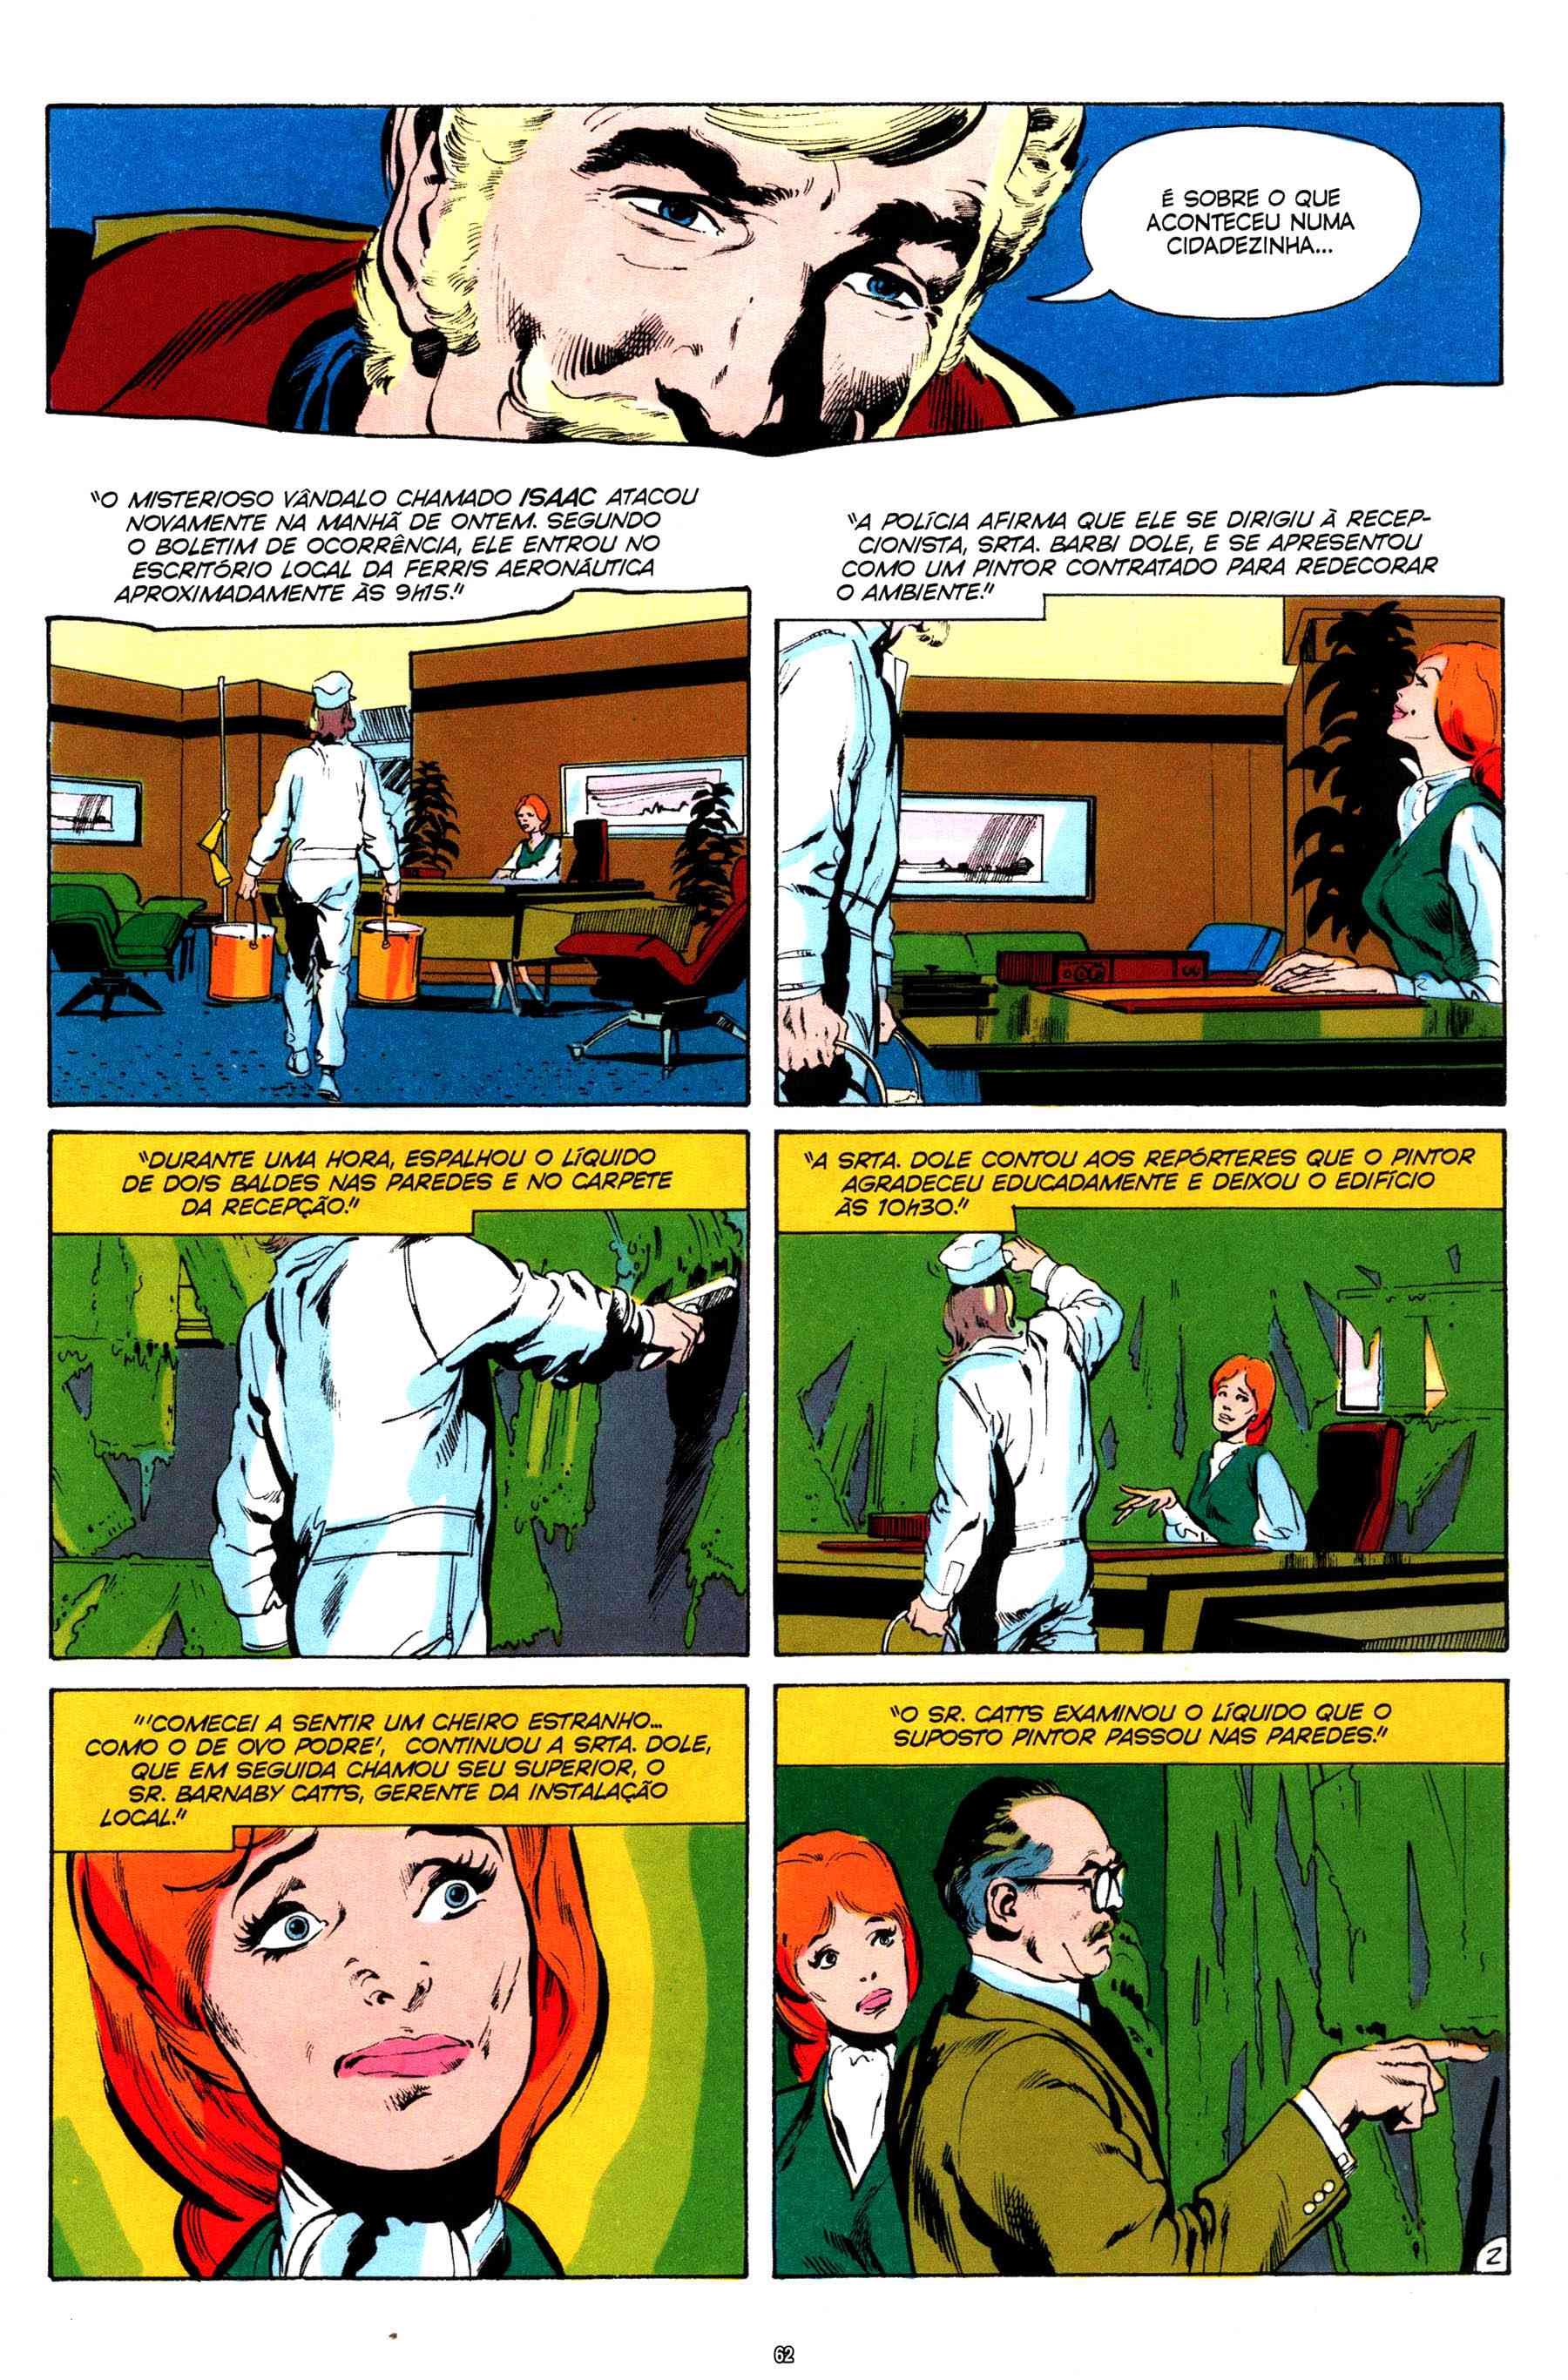 É SOBRE O QUE
ACONTECEU NUMA
CIDADEZINHA...
"O MISTERIOSO VÂNDALO CHAMADO ISAAC ATACOU
NOVAMENTE NA MANHÃ DE ONTEM. SEGUNDO
O BOLETIM DE OCORRÊNCIA, ELE ENTROU NO
ESCRITÓRIO LOCAL DA FERRIS AERONÁUTICA
APROXIMADAMENTE ÀS 9h15."
"A POLÍCIA AFIRMA QUE ELE SE DIRIGIU À RECEP-
CIONISTA, SRTA. BARBI DOLE, E SE APRESENTOU
COMO UM PINTOR CONTRATADO PARA REDECORAR
O AMBIENTE."
"DURANTE UMA HORA, ESPALHOU O LÍQUIDO
DE DOIS BALDES NAS PAREDES E NO CARPETE
DA RECEPÇÃO."
"A SRTA. DOLE CONTOU AOS REPÓRTERES QUE O PINTOR
AGRADECEU EDUCADAMENTE E DEIXOU O EDIFÍCIO
ÀS 10h30."
"'COMECEI A SENTIR UM CHEIRO ESTRANHO...
COMO O DE OVO PODRE', CONTINUOU A SRTA. DOLE,
QUE EM SEGUIDA CHAMOU SEU SUPERIOR, O
SR. BARNABY CATTS, GERENTE DA INSTALAÇÃO
LOCAL."
"O SR. CATTS EXAMINOU O LÍQUIDO QUE O
SUPOSTO PINTOR PASSOU NAS PAREDES."
2
62